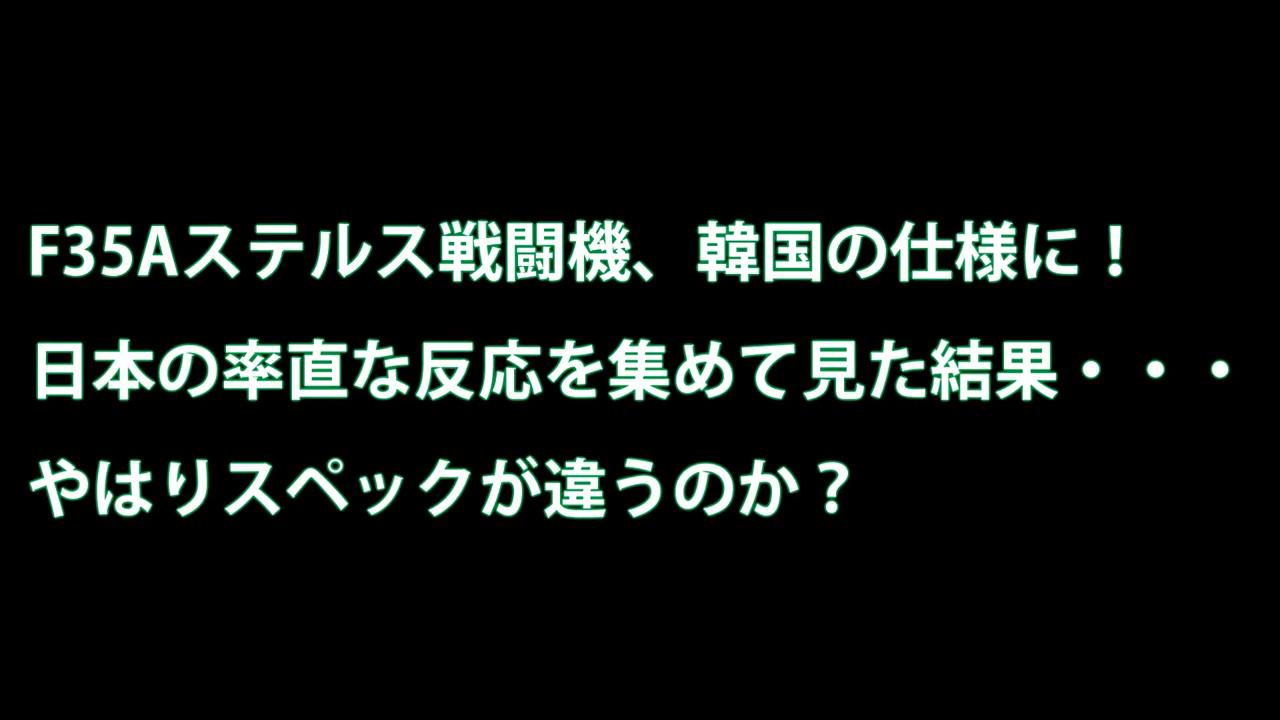 F35Aステルス戦闘機、韓国の仕様に！
日本の率直な反応を集めて見た結果・・・
やはりスペックが違うのか？